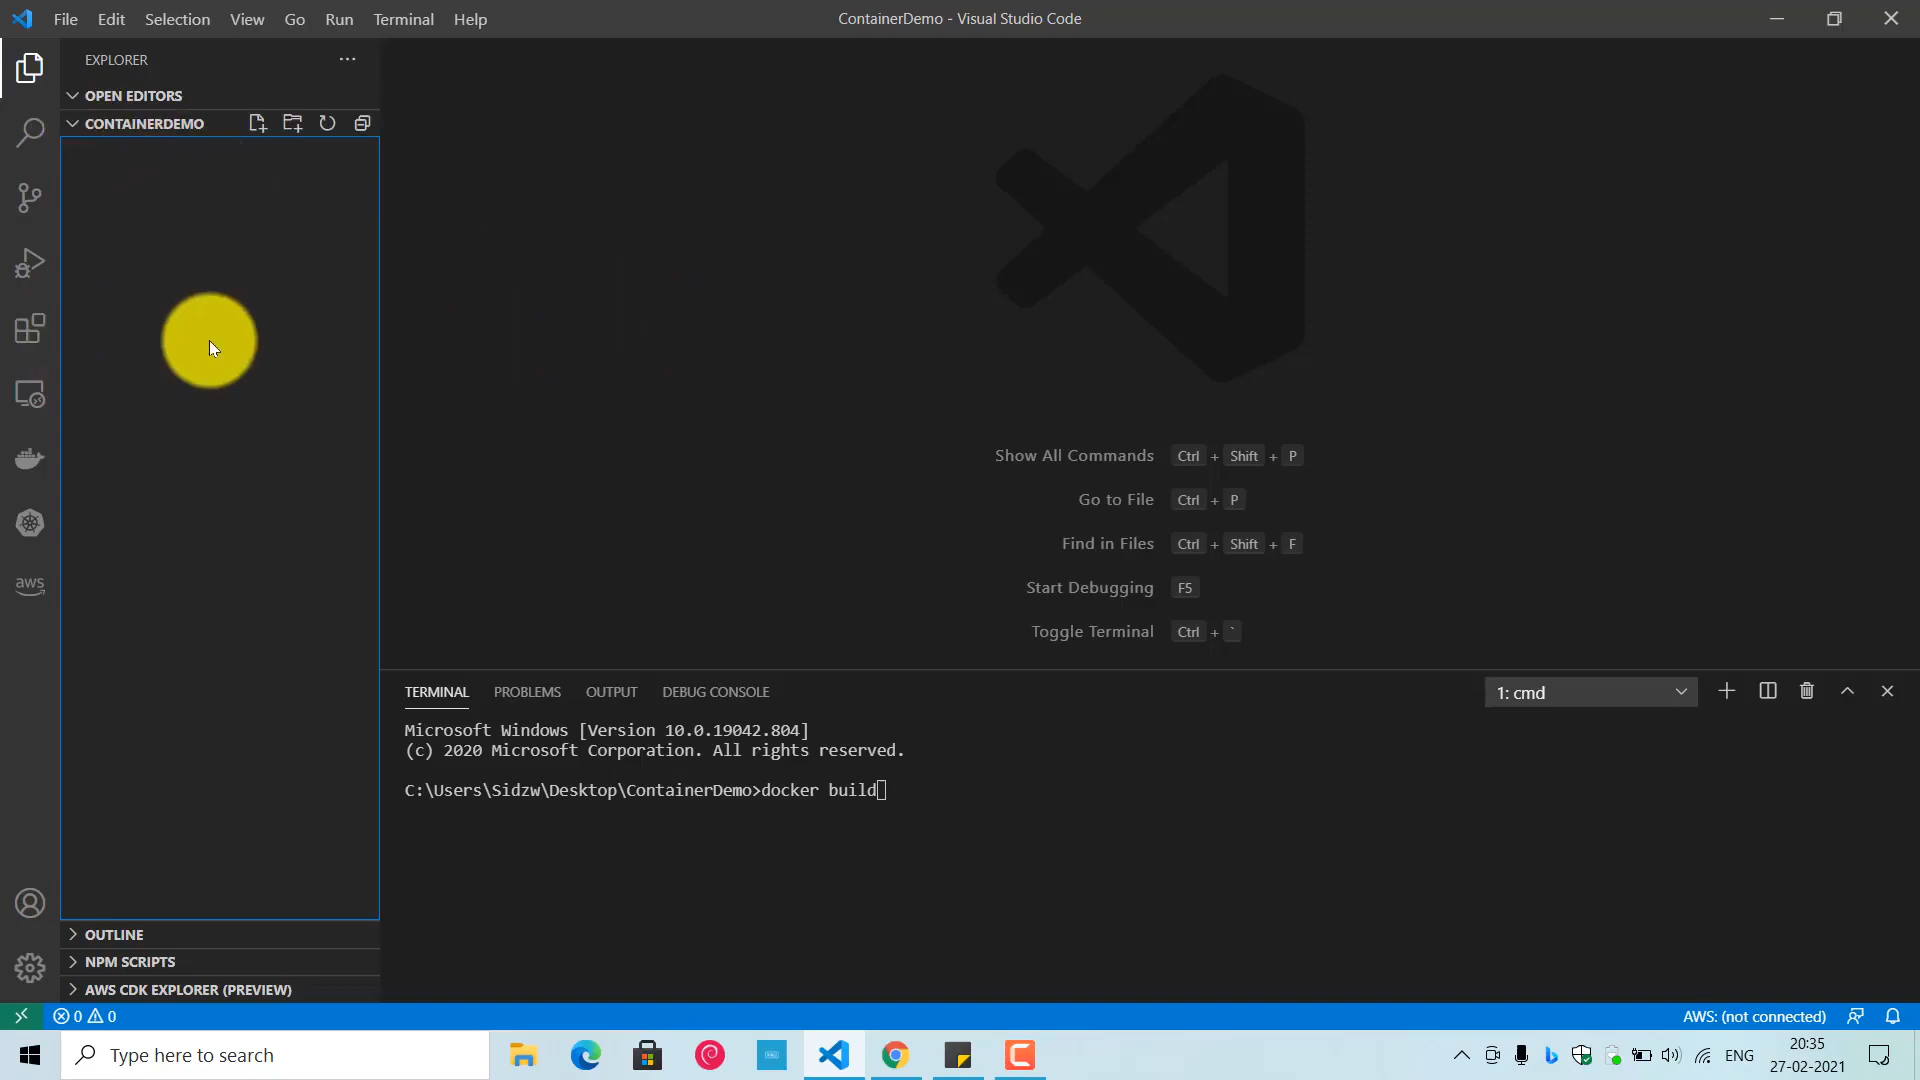 File Edit Selection View Go Run Terminal Help
ContainerDemo - Visual Studio Code
EXPLORER
OPEN EDITORS
CONTAINERDEMO
Show All Commands Ctrl + Shift + P
Go to File Ctrl + P
Find in Files Ctrl + Shift + F
Start Debugging F5
Toggle Terminal Ctrl + `
aws
TERMINAL PROBLEMS OUTPUT DEBUG CONSOLE
1: cmd
Microsoft Windows [Version 10.0.19042.804]
(c) 2020 Microsoft Corporation. All rights reserved.
C:\Users\Sidzw\Desktop\ContainerDemo>docker build
OUTLINE
NPM SCRIPTS
AWS CDK EXPLORER (PREVIEW)
0 0
AWS: (not connected)
Type here to search
ENG
20:35
27-02-2021